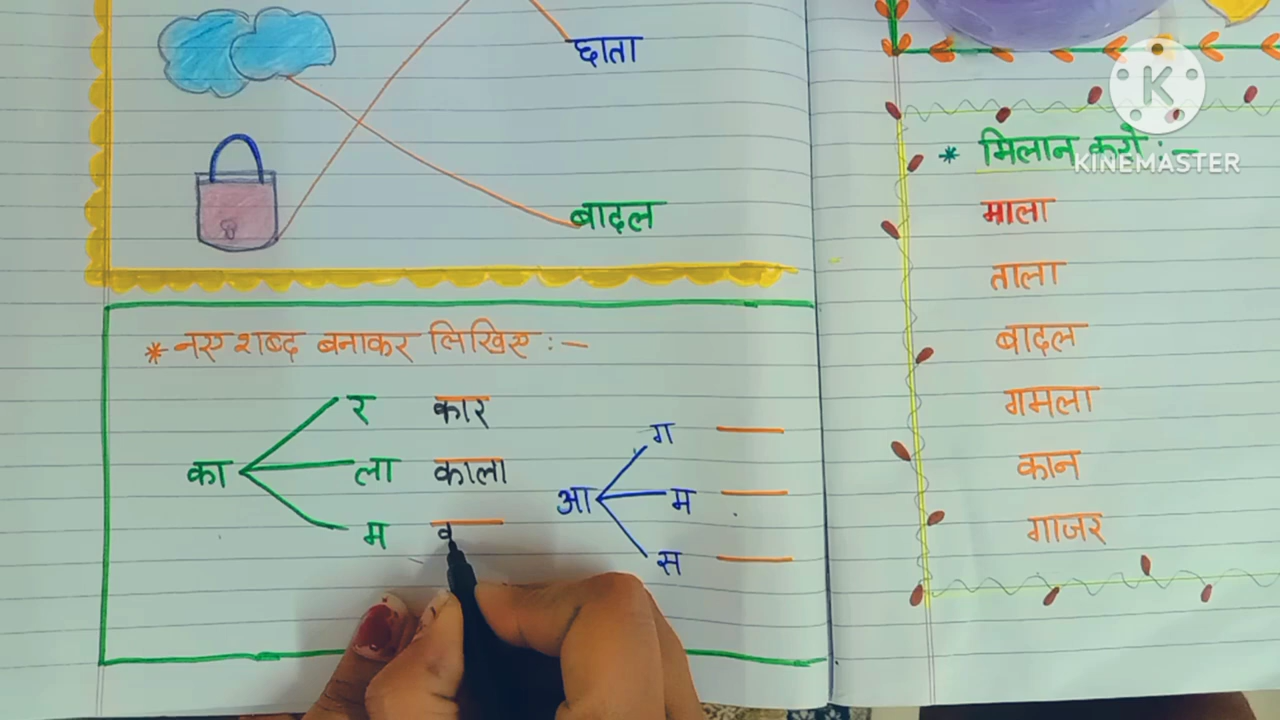 छाता
बादल
* नए शब्द बनाकर लिखिए :-
का
र कार
ला काला
म
आ
ग
म
स
K
KINEMASTER
* मिलान करो :-
माला
ताला
बादल
गमला
कान
गाजर